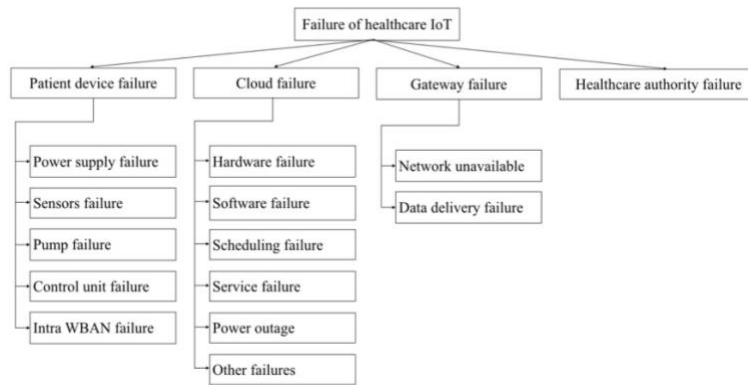 Failure of healthcare IoT
Patient device failure
Cloud failure
Gateway failure
Healthcare authority failure
Power supply failure
Sensors failure
Pump failure
Control unit failure
Intra WBAN failure
Hardware failure
Software failure
Scheduling failure
Service failure
Power outage
Other failures
Network unavailable
Data delivery failure